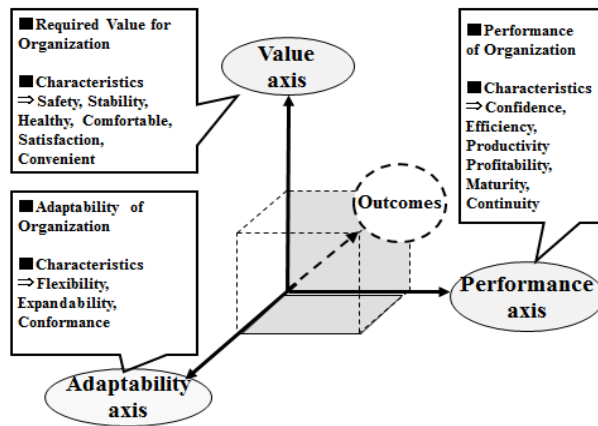 ■Required Value for
Organization
■Characteristics
⇒Safety, Stability,
Healthy, Comfortable,
Satisfaction,
Convenient
Value
axis
■Performance
of Organization
■Characteristics
⇒Confidence,
Efficiency,
Productivity
Profitability,
Maturity,
Continuity
■Adaptability of
Organization
■Characteristics
⇒Flexibility,
Expandability,
Conformance
Outcomes
Performance
axis
Adaptability
axis